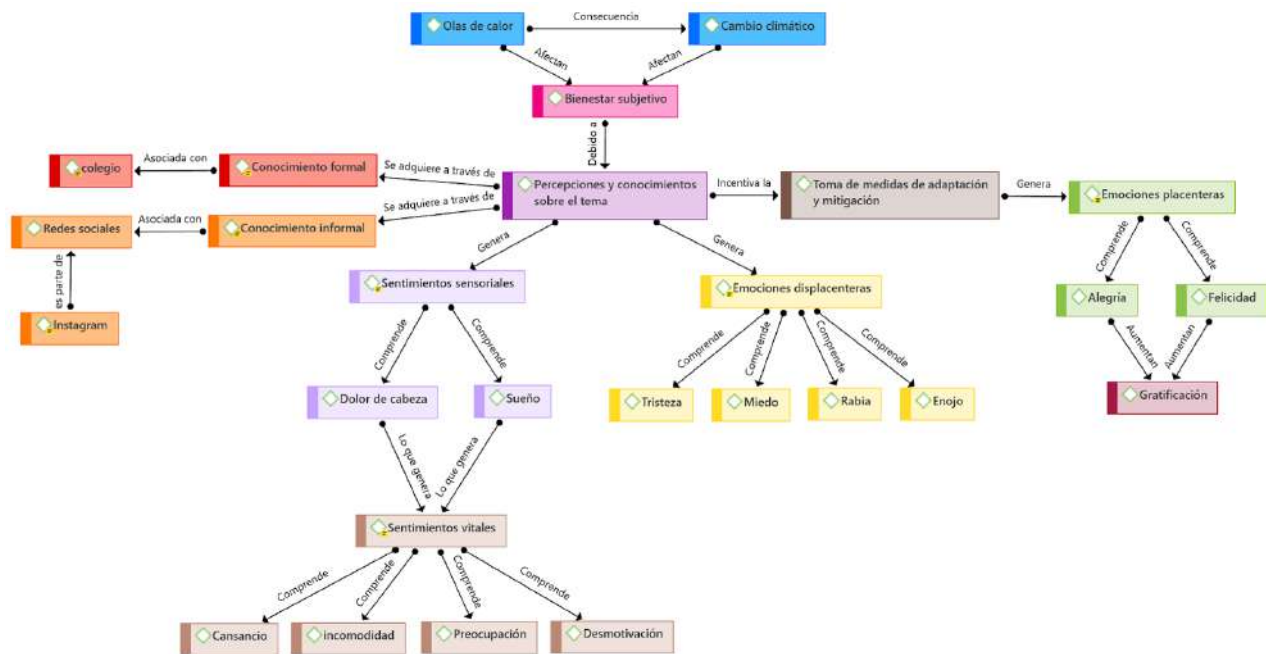 Olas de calor
Consecuencia
Cambio climático
Afectan
Afectan
Bienestar subjetivo
Debido a
colegio
Asociada con
Conocimiento formal
Se adquiere a través de
Percepciones y conocimientos
sobre el tema
Incentiva la
Toma de medidas de adaptación
y mitigación
Genera
Emociones placenteras
Redes sociales
Asociada con
Conocimiento informal
Se adquiere a través de
es parte de
Instagram
Genera
Genera
Comprende
Comprende
Sentimientos sensoriales
Emociones displacenteras
Alegría
Felicidad
Comprende
Comprende
Comprende
Comprende
Comprende
Comprende
Aumentan
Aumentan
Dolor de cabeza
Sueño
Tristeza
Miedo
Rabia
Enojo
Gratificación
Lo que genera
Lo que genera
Sentimientos vitales
Comprende
Comprende
Comprende
Comprende
Cansancio
incomodidad
Preocupación
Desmotivación